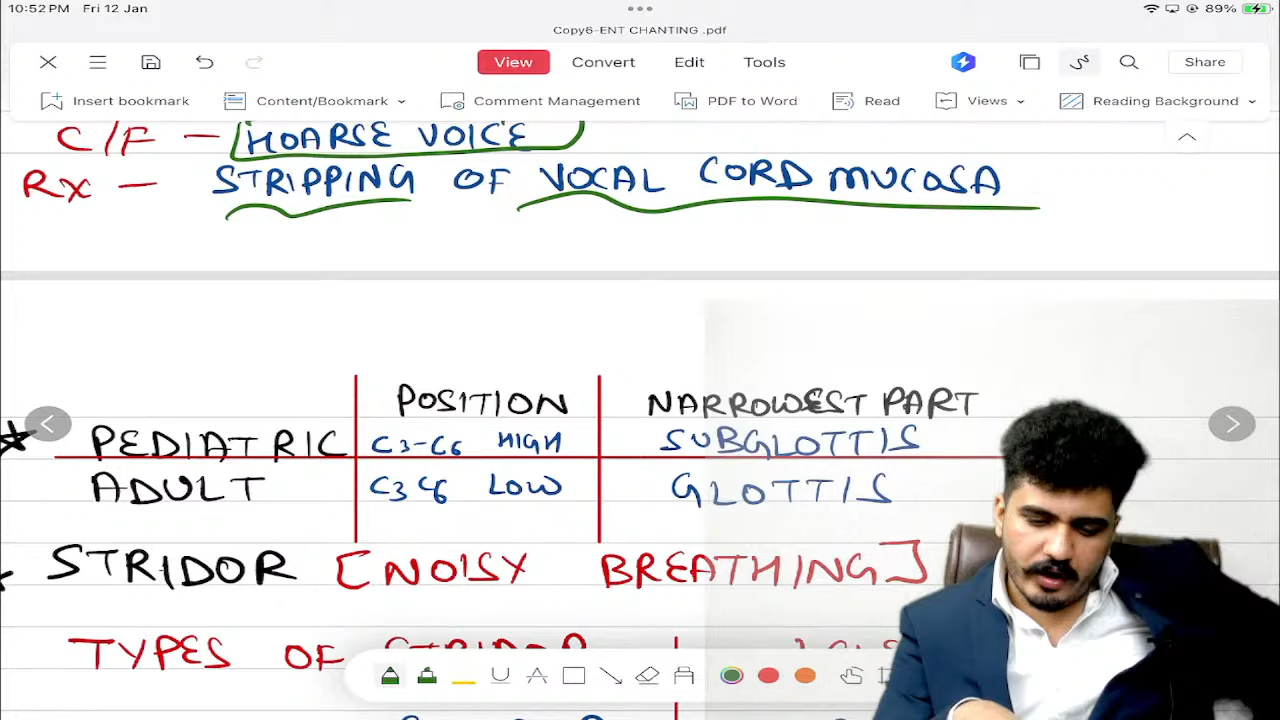 10:52 PM Fri 12 Jan
89%
Copy6-ENT CHANTING .pdf
View Convert Edit Tools Share
Insert bookmark Content/Bookmark Comment Management PDF to Word Read Views Reading Background
C/F - HOARSE VOICE
Rx - STRIPPING OF VOCAL CORD MUCOSA
POSITION NARROWEST PART
PEDIATRIC C3-C6 HIGH SUBGLOTTIS
ADULT C3 C6 LOW GLOTTIS
STRIDOR [NOISY BREATHING]
TYPES OF STRIDOR